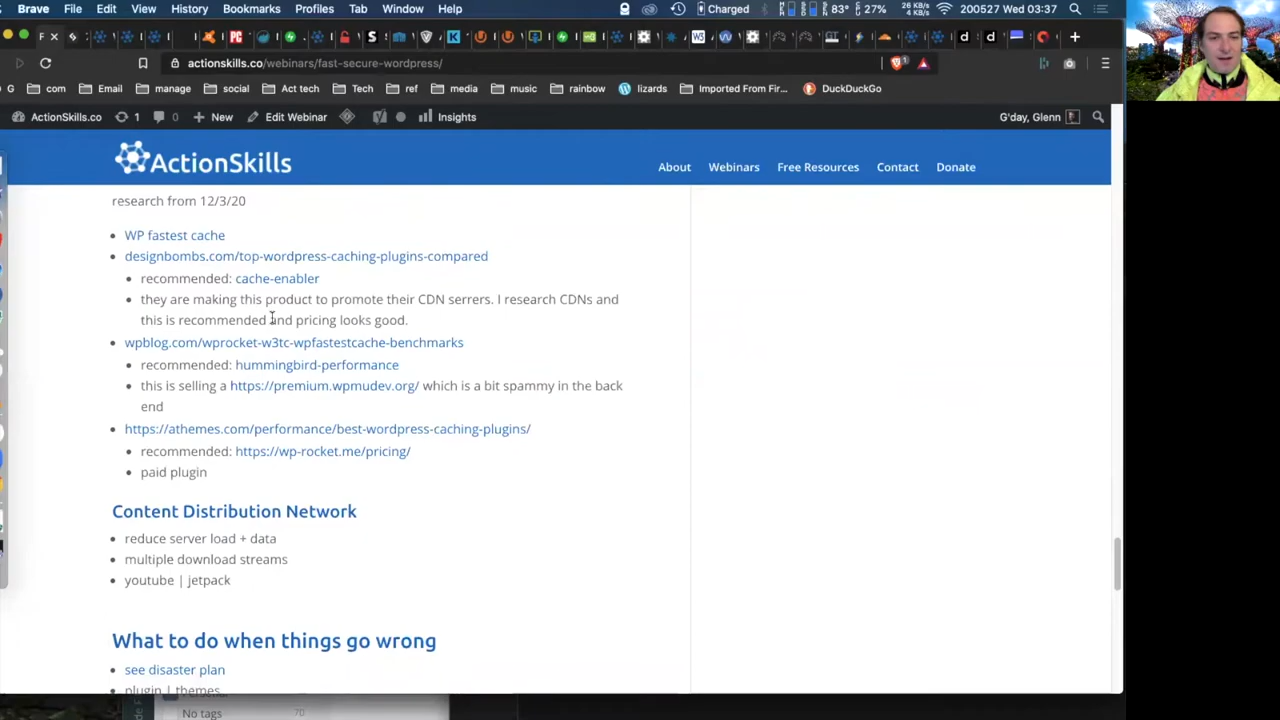 Brave File Edit View History Bookmarks Profiles Tab Window Help Charged 83° 27% 26 KB/s 4 KB/s 200527 Wed 03:37
F
actionskills.co/webinars/fast-secure-wordpress/ 1
G com Email manage social Act tech Tech ref media music rainbow lizards Imported From Fir... DuckDuckGo
ActionSkills.co 1 0 New Edit Webinar Insights G'day, Glenn
ActionSkills About Webinars Free Resources Contact Donate
research from 12/3/20
WP fastest cache
designbombs.com/top-wordpress-caching-plugins-compared
recommended: cache-enabler
they are making this product to promote their CDN serrers. I research CDNs and
this is recommended and pricing looks good.
wpblog.com/wprocket-w3tc-wpfastestcache-benchmarks
recommended: hummingbird-performance
this is selling a https://premium.wpmudev.org/ which is a bit spammy in the back
end
https://athemes.com/performance/best-wordpress-caching-plugins/
recommended: https://wp-rocket.me/pricing/
paid plugin
Content Distribution Network
reduce server load + data
multiple download streams
youtube | jetpack
What to do when things go wrong
see disaster plan
plugin | themes
No tags 70